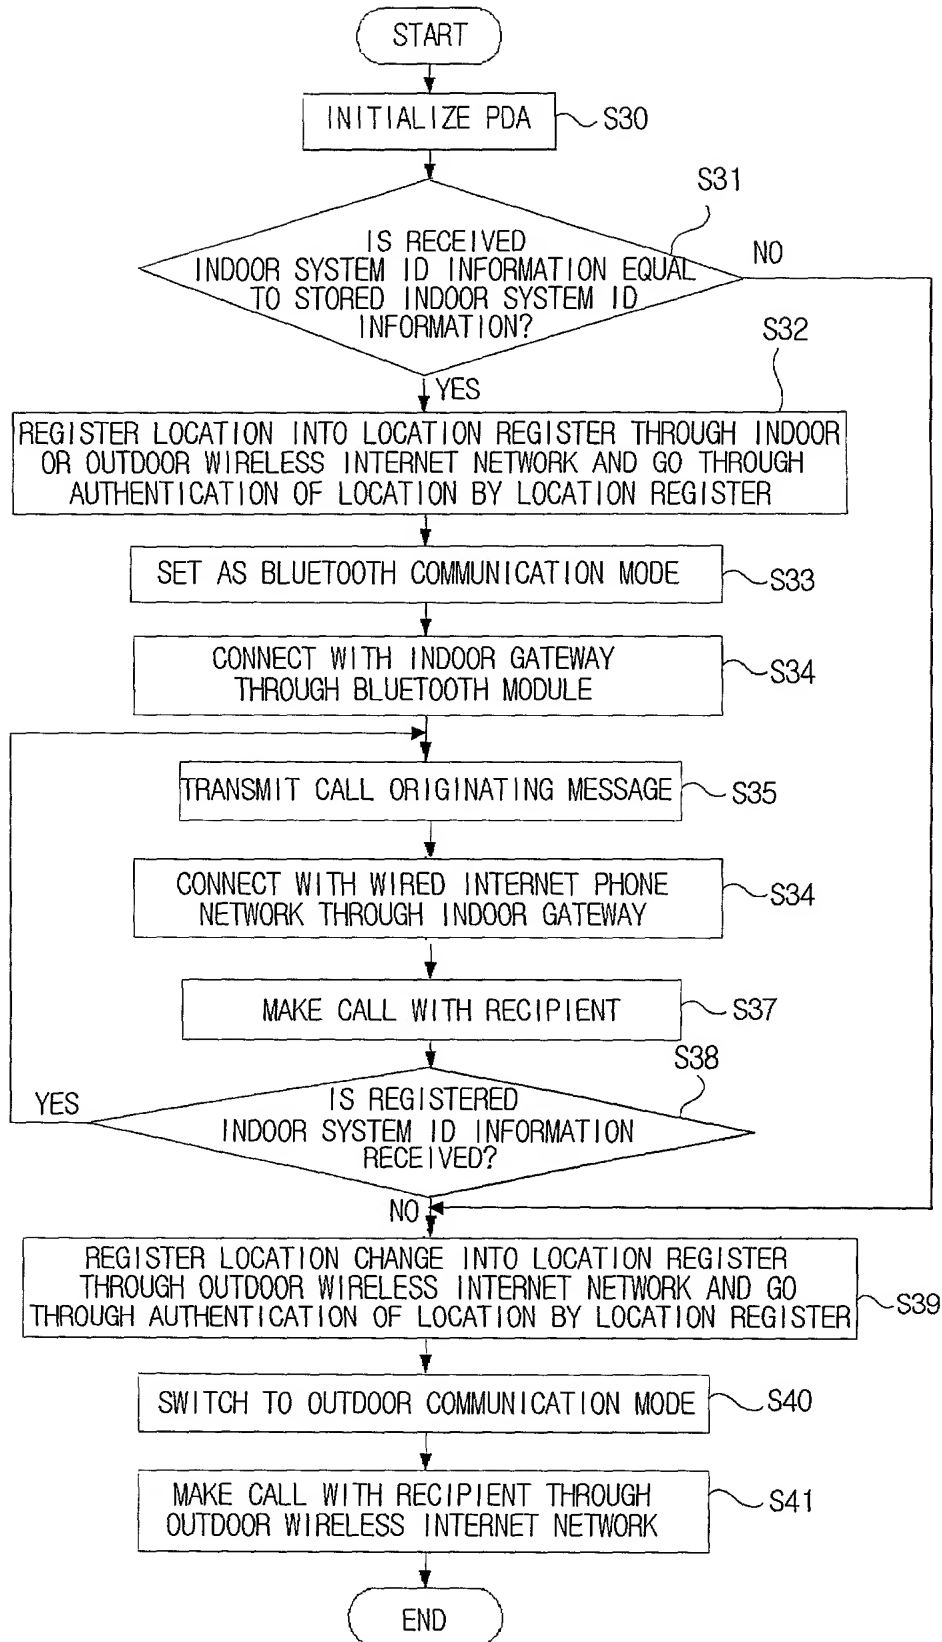 START
INITIALIZE PDA
S30
S31
IS RECEIVED
INDOOR SYSTEM ID INFORMATION EQUAL
TO STORED INDOOR SYSTEM ID
INFORMATION?
NO
YES
S32
REGISTER LOCATION INTO LOCATION REGISTER THROUGH INDOOR
OR OUTDOOR WIRELESS INTERNET NETWORK AND GO THROUGH
AUTHENTICATION OF LOCATION BY LOCATION REGISTER
SET AS BLUETOOTH COMMUNICATION MODE
S33
CONNECT WITH INDOOR GATEWAY
THROUGH BLUETOOTH MODULE
S34
TRANSMIT CALL ORIGINATING MESSAGE
S35
CONNECT WITH WIRED INTERNET PHONE
NETWORK THROUGH INDOOR GATEWAY
S34
MAKE CALL WITH RECIPIENT
S37
S38
IS REGISTERED
INDOOR SYSTEM ID INFORMATION
RECEIVED?
YES
NO
REGISTER LOCATION CHANGE INTO LOCATION REGISTER
THROUGH OUTDOOR WIRELESS INTERNET NETWORK AND GO
THROUGH AUTHENTICATION OF LOCATION BY LOCATION REGISTER
S39
SWITCH TO OUTDOOR COMMUNICATION MODE
S40
MAKE CALL WITH RECIPIENT THROUGH
OUTDOOR WIRELESS INTERNET NETWORK
S41
END